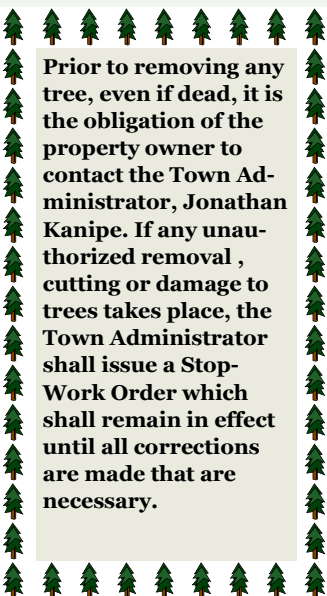 Prior to removing any
tree, even if dead, it is
the obligation of the
property owner to
contact the Town Ad-
ministrator, Jonathan
Kanipe. If any unau-
thorized removal ,
cutting or damage to
trees takes place, the
Town Administrator
shall issue a Stop-
Work Order which
shall remain in effect
until all corrections
are made that are
necessary.